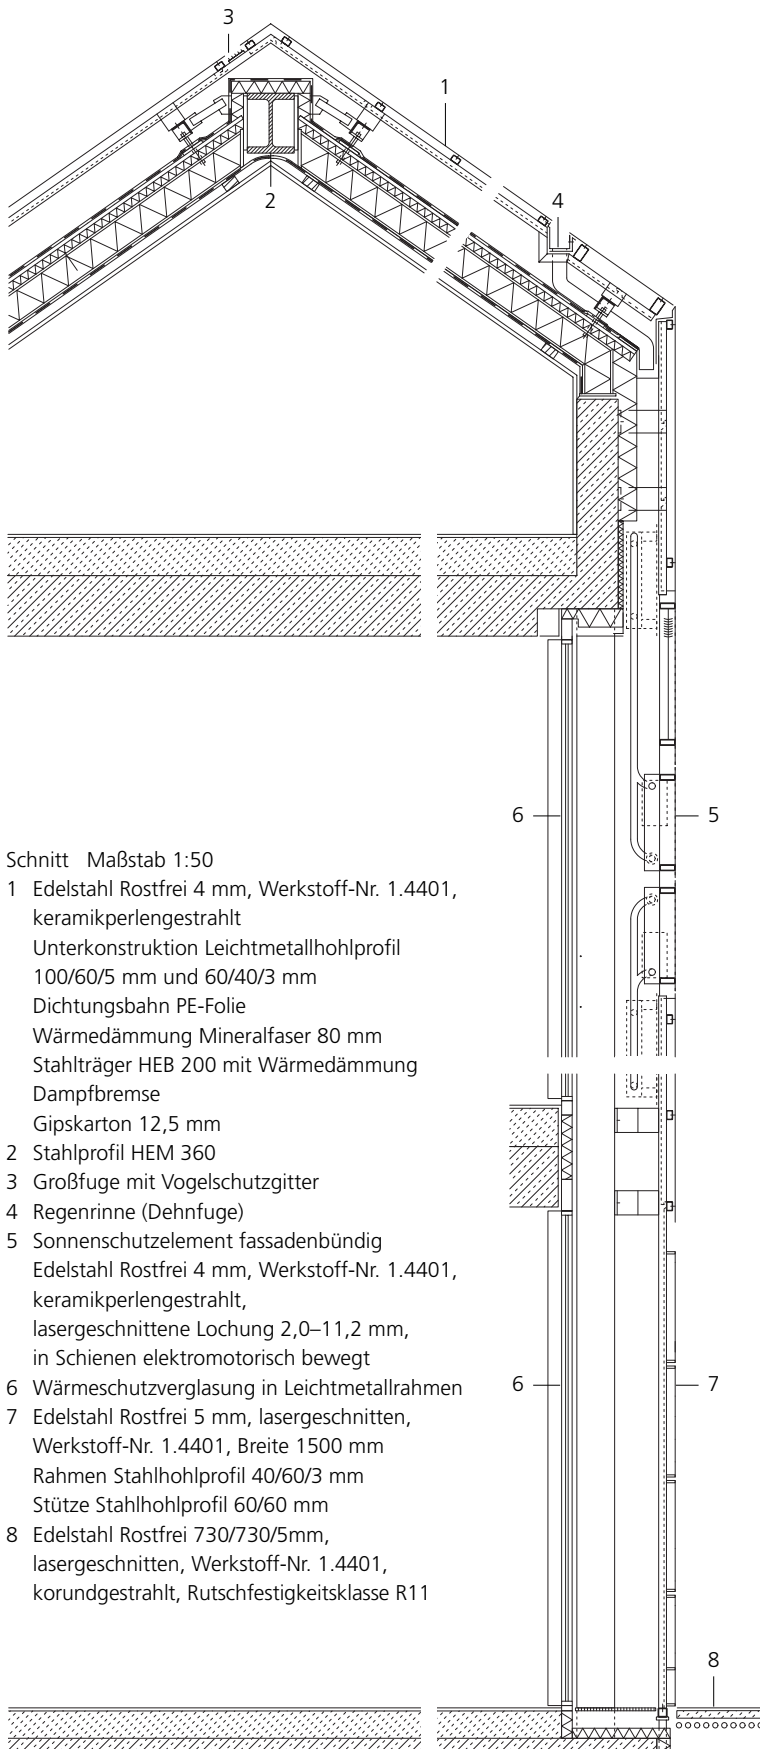 3
1
2
4
6
5
Schnitt Maßstab 1:50
1 Edelstahl Rostfrei 4 mm, Werkstoff-Nr. 1.4401,
keramikperlengestrahlt
Unterkonstruktion Leichtmetallhohlprofil
100/60/5 mm und 60/40/3 mm
Dichtungsbahn PE-Folie
Wärmedämmung Mineralfaser 80 mm
Stahlträger HEB 200 mit Wärmedämmung
Dampfbremse
Gipskarton 12,5 mm
2 Stahlprofil HEM 360
3 Großfuge mit Vogelschutzgitter
4 Regenrinne (Dehnfuge)
5 Sonnenschutzelement fassadenbündig
Edelstahl Rostfrei 4 mm, Werkstoff-Nr. 1.4401,
keramikperlengestrahlt,
lasergeschnittene Lochung 2,0–11,2 mm,
in Schienen elektromotorisch bewegt
6 Wärmeschutzverglasung in Leichtmetallrahmen
7 Edelstahl Rostfrei 5 mm, lasergeschnitten,
Werkstoff-Nr. 1.4401, Breite 1500 mm
Rahmen Stahlhohlprofil 40/60/3 mm
Stütze Stahlhohlprofil 60/60 mm
8 Edelstahl Rostfrei 730/730/5mm,
lasergeschnitten, Werkstoff-Nr. 1.4401,
korundgestrahlt, Rutschfestigkeitsklasse R11
6
7
8